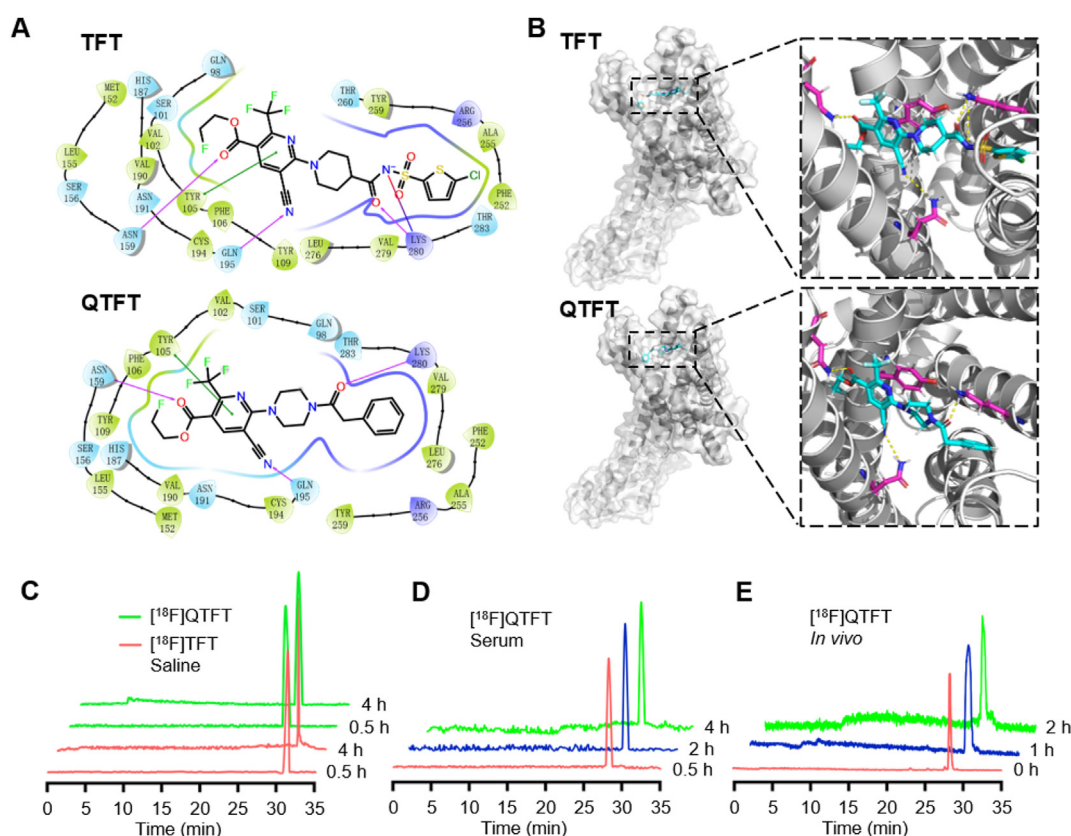 A
B
TFT
TFT
GLN
98
HIS
187
MET
152
SER
101
VAL
102
LEU
155
VAL
190
SER
156
ASN
191
TYR
105
PHE
106
ASN
159
CYS
194
GLN
195
TYR
109
LEU
276
VAL
279
LYS
280
THR
283
PHE
252
ALA
255
ARG
256
TYR
259
THR
260
F
F
F
F
O
O
N
N
N
O
N⁻
S
O
O
S
Cl
QTFT
QTFT
VAL
102
SER
101
GLN
98
THR
283
LYS
280
TYR
105
PHE
106
ASN
159
VAL
279
TYR
109
SER
156
HIS
187
LEU
155
VAL
190
MET
152
ASN
191
CYS
194
GLN
195
TYR
259
ARG
256
ALA
255
LEU
276
PHE
252
F
F
F
F
O
O
N
N
N
N
O
C
[¹⁸F]QTFT
[¹⁸F]TFT
Saline
4 h
0.5 h
4 h
0.5 h
0 5 10 15 20 25 30 35
Time (min)
D
[¹⁸F]QTFT
Serum
4 h
2 h
0.5 h
0 5 10 15 20 25 30 35
Time (min)
E
[¹⁸F]QTFT
In vivo
2 h
1 h
0 h
0 5 10 15 20 25 30 35
Time (min)